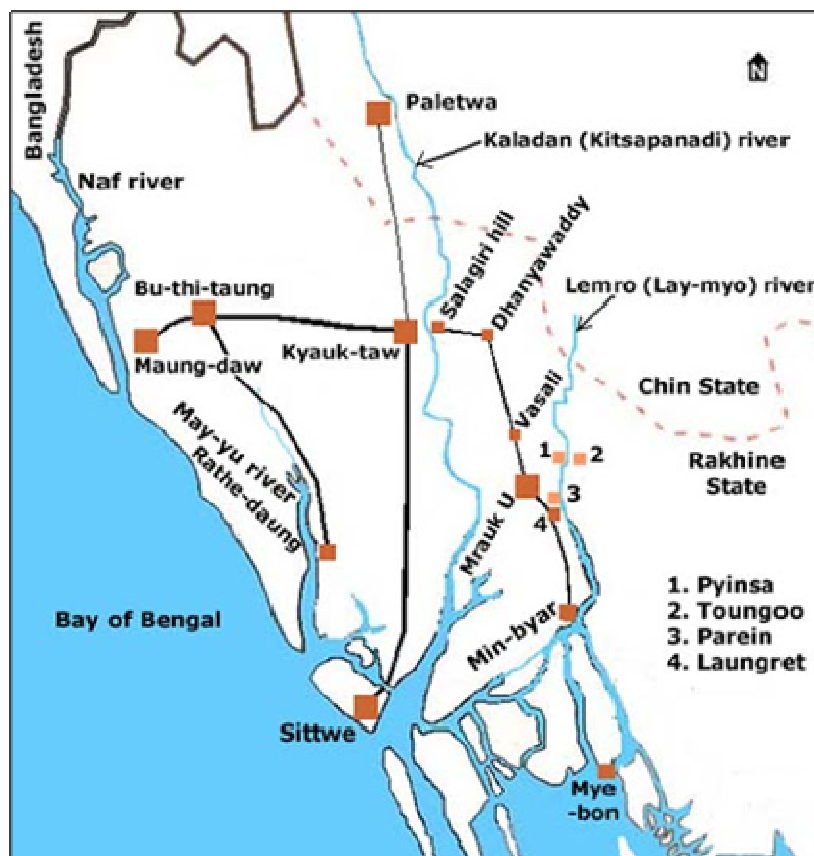 Bangladesh
N
Paletwa
Kaladan (Kitsapanadi) river
Naf river
Salagiri hill
Dhanyawaddy
Bu-thi-taung
Lemro (Lay-myo) river
Kyauk-taw
Maung-daw
Chin State
Vasali
May-yu river
Rathe-daung
1
2
Rakhine
State
3
Mrauk U
4
1. Pyinsa
2. Toungoo
3. Parein
4. Laungret
Bay of Bengal
Min-byar
Sittwe
Mye
-bon